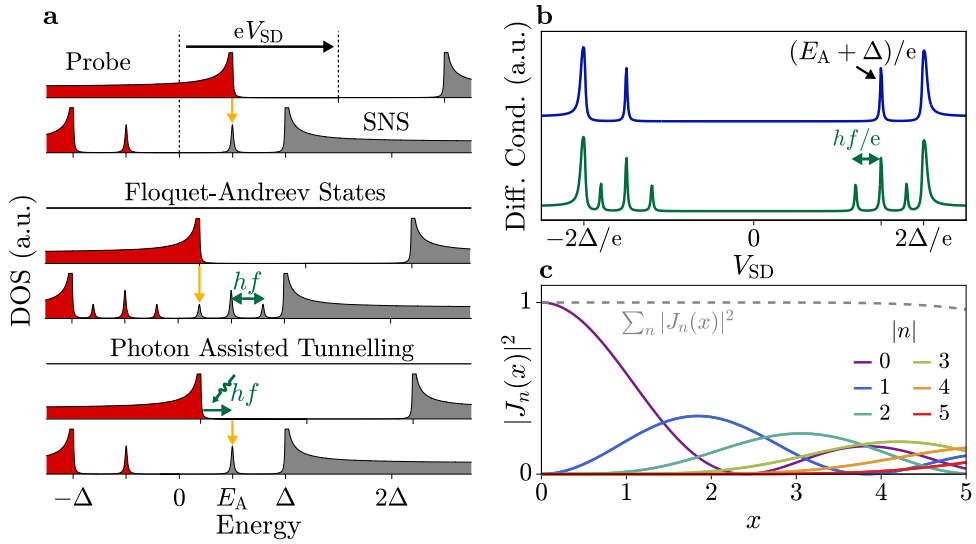 a
eV_SD
Probe
SNS
Floquet-Andreev States
hf
Photon Assisted Tunnelling
hf
DOS (a.u.)
−Δ 0 E_A Δ 2Δ
Energy
b
(E_A + Δ)/e
hf/e
Diff. Cond. (a.u.)
−2Δ/e 0 2Δ/e
V_SD
c
1
∑_n |J_n(x)|^2
|n|
0 3
1 4
2 5
|J_n(x)|^2
0
0 1 2 3 4 5
x